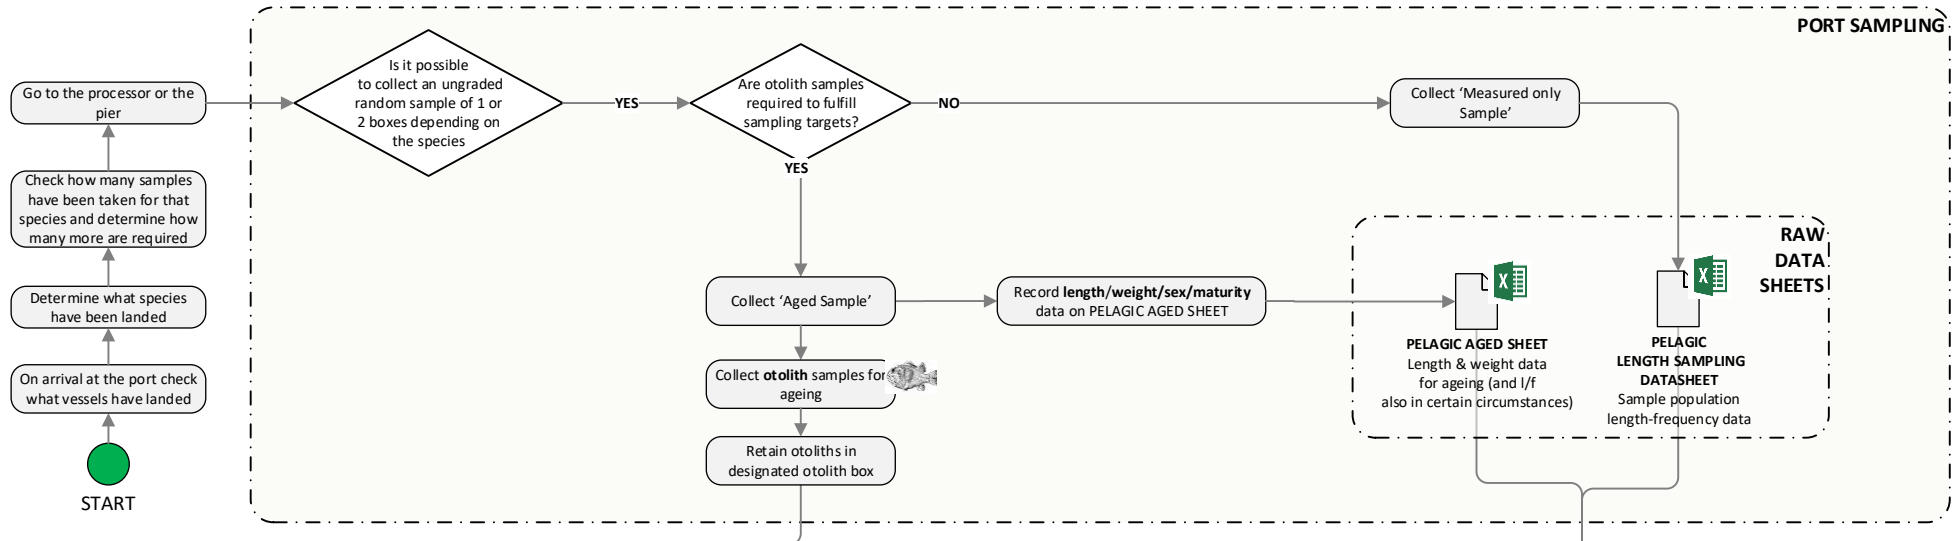 PORT SAMPLING
Go to the processor or the
pier
Is it possible
to collect an ungraded
random sample of 1 or
2 boxes depending on
the species
YES
Are otolith samples
required to fulfill
sampling targets?
NO
Collect ‘Measured only
Sample’
YES
Check how many samples
have been taken for that
species and determine how
many more are required
Determine what species
have been landed
On arrival at the port check
what vessels have landed
START
Collect ‘Aged Sample’
Record length/weight/sex/maturity
data on PELAGIC AGED SHEET
Collect otolith samples for
ageing
Retain otoliths in
designated otolith box
RAW
DATA
SHEETS
X
PELAGIC AGED SHEET
Length & weight data
for ageing (and l/f
also in certain circumstances)
X
PELAGIC
LENGTH SAMPLING
DATASHEET
Sample population
length-frequency data